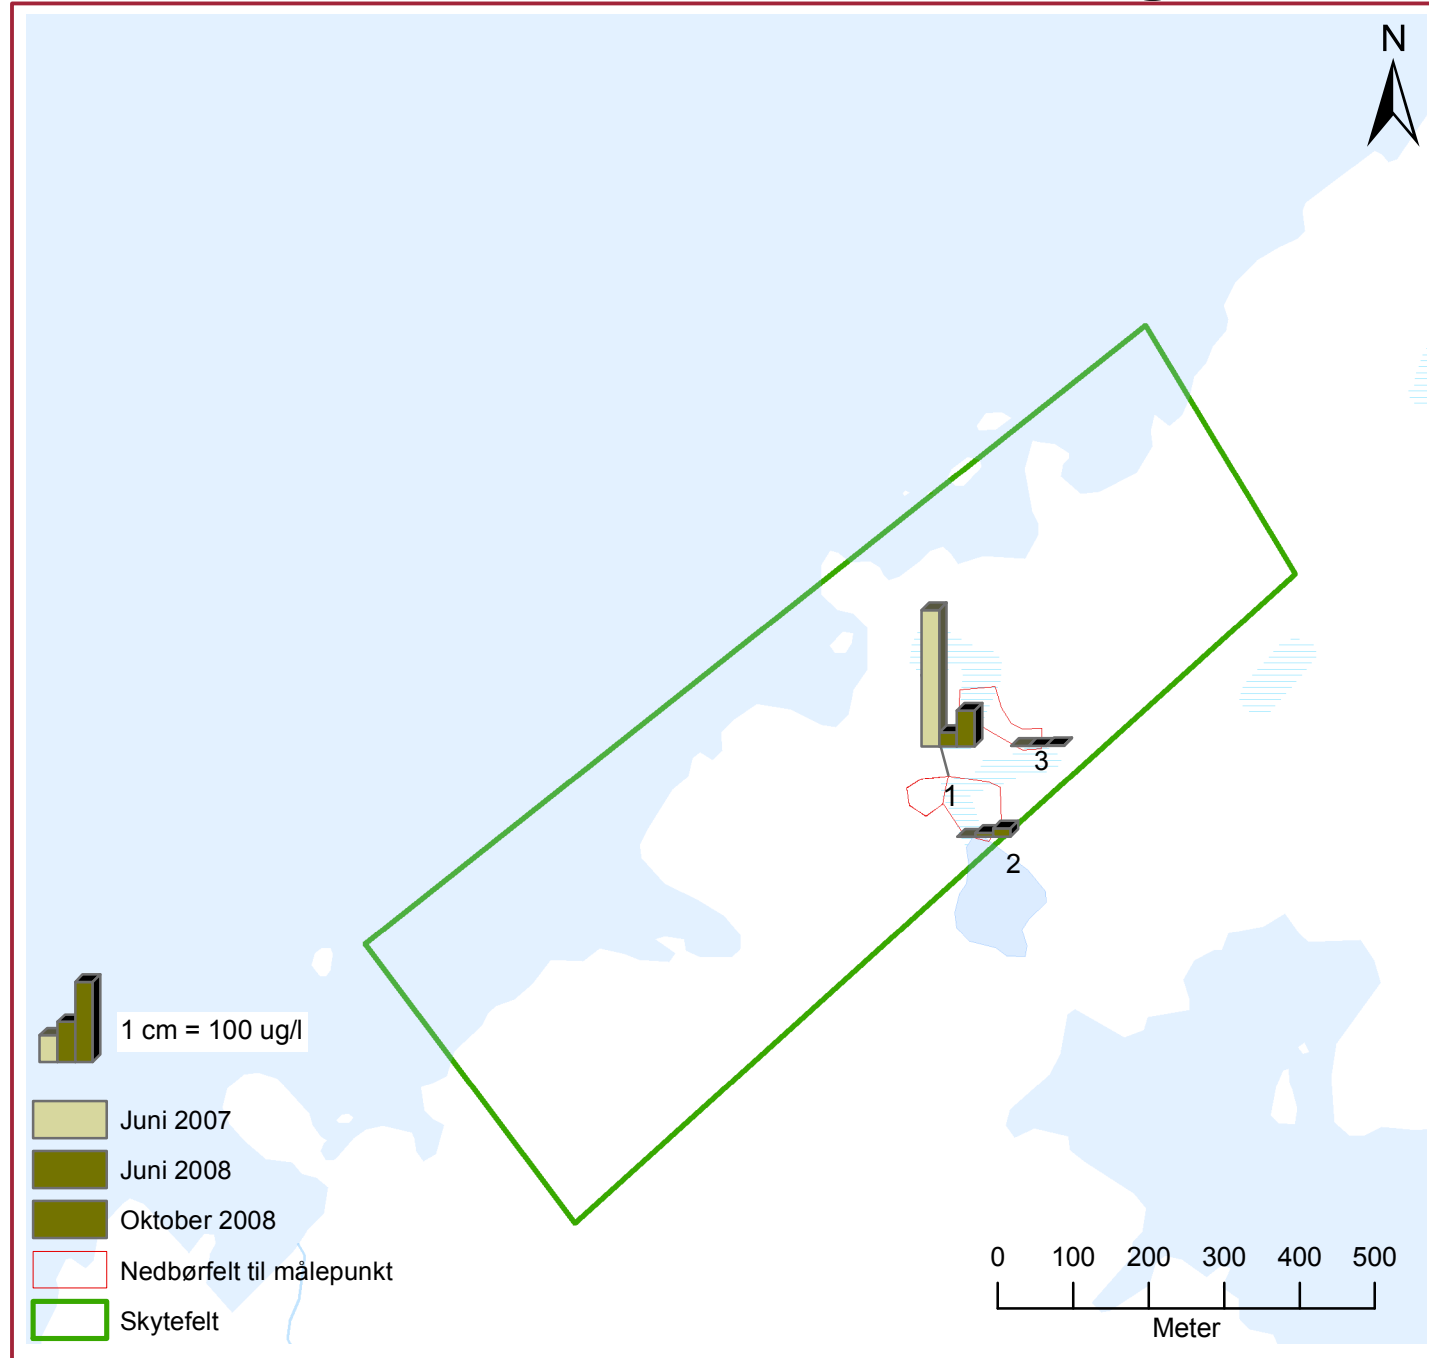 N
3
1
2
1 cm = 100 ug/l
Juni 2007
Juni 2008
Oktober 2008
Nedbørfelt til målepunkt
Skytefelt
0 100 200 300 400 500
Meter